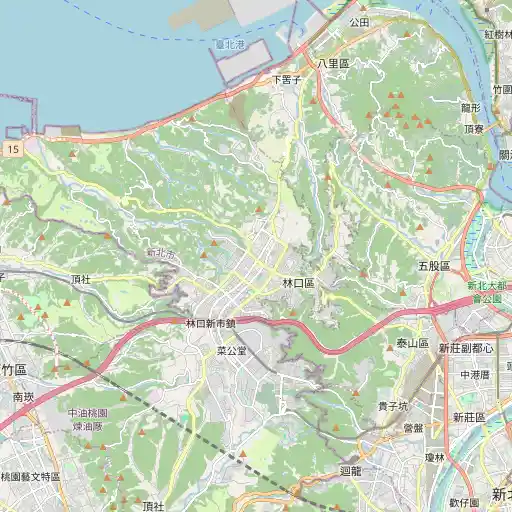 公田
紅樹林
臺北港
八里區
竹圍
下罟子
龍形
頂寮
15
新北市
五股區
頂社
林口區
新北大都
會公園
林口新市鎮
泰山區
新莊副都心
菜公堂
竹區
中港厝
南崁
貴子坑
中油桃園
煉油廠
新莊區
營盤
瓊林
迴龍
桃園藝文特區
頂社
歡仔園
新北